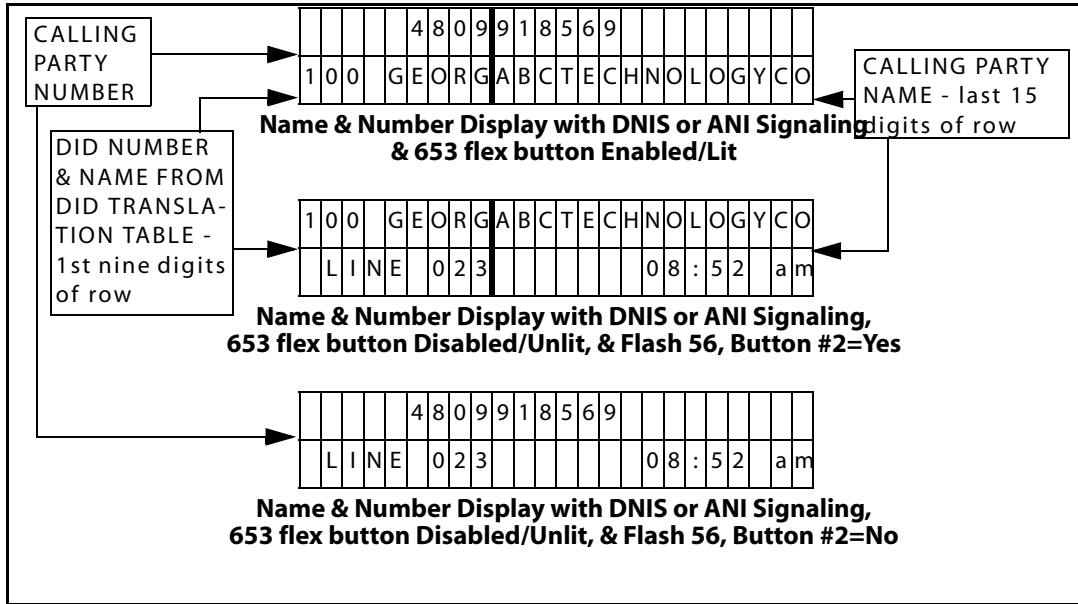 CALLING
PARTY
NUMBER
4809918569
100 GEORGABCTECHNOLOGYCO
CALLING PARTY
NAME - last 15
digits of row
Name & Number Display with DNIS or ANI Signaling
& 653 flex button Enabled/Lit
DID NUMBER
& NAME FROM
DID TRANSLA-
TION TABLE -
1st nine digits
of row
100 GEORGABCTECHNOLOGYCO
LINE 023 08:52 am
Name & Number Display with DNIS or ANI Signaling,
653 flex button Disabled/Unlit, & Flash 56, Button #2=Yes
4809918569
LINE 023 08:52 am
Name & Number Display with DNIS or ANI Signaling,
653 flex button Disabled/Unlit, & Flash 56, Button #2=No